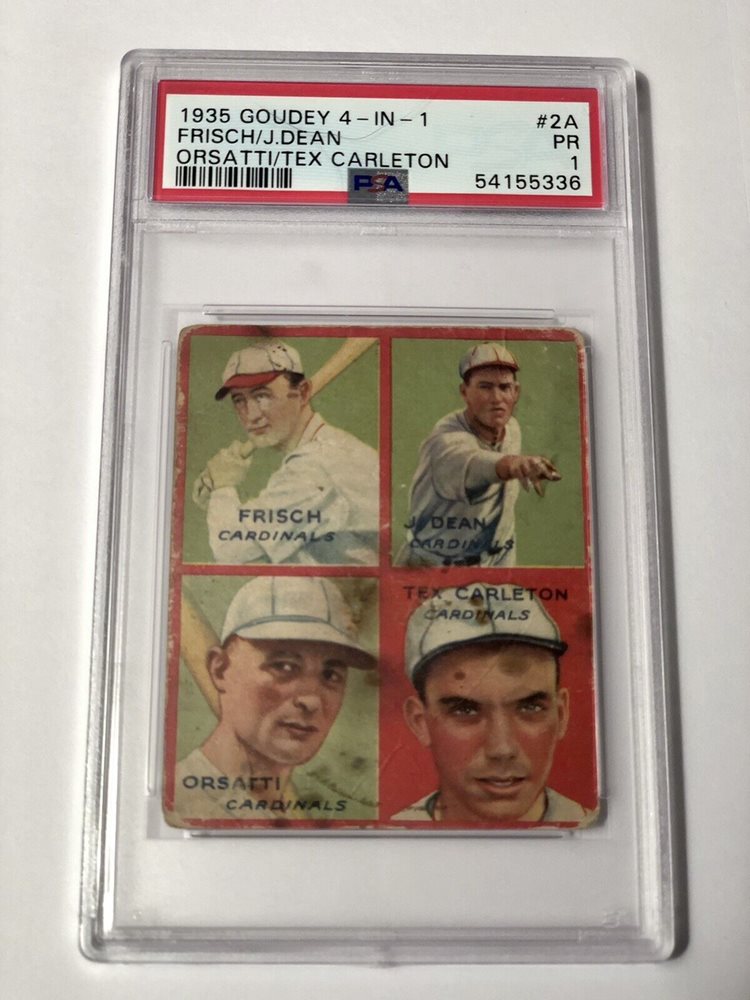 1935 GOUDEY 4-IN-1 #2A
FRISCH/J.DEAN PR
ORSATTI/TEX CARLETON 1
PSA 54155336
FRISCH
CARDINALS
J. DEAN
CARDINALS
TEX CARLETON
CARDINALS
ORSATTI
CARDINALS